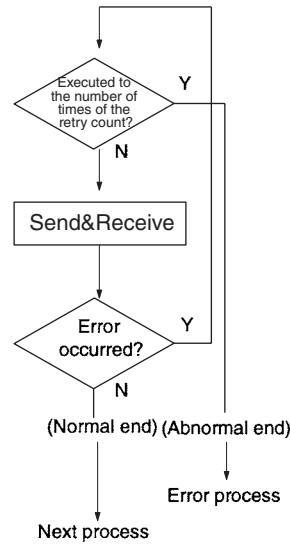 Executed to
the number of
times of the
retry count?
Y
N
Send&Receive
Error
occurred?
Y
N
(Normal end) (Abnormal end)
Error process
Next process